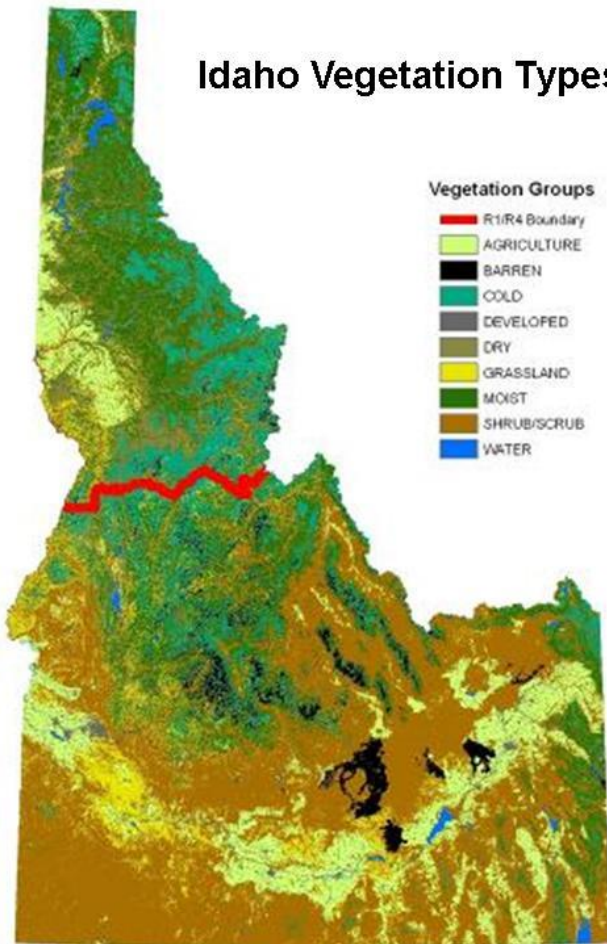 Idaho Vegetation Types
Vegetation Groups
R1/R4 Boundary
AGRICULTURE
BARREN
COLD
DEVELOPED
DRY
GRASSLAND
MOIST
SHRUB/SCRUB
WATER